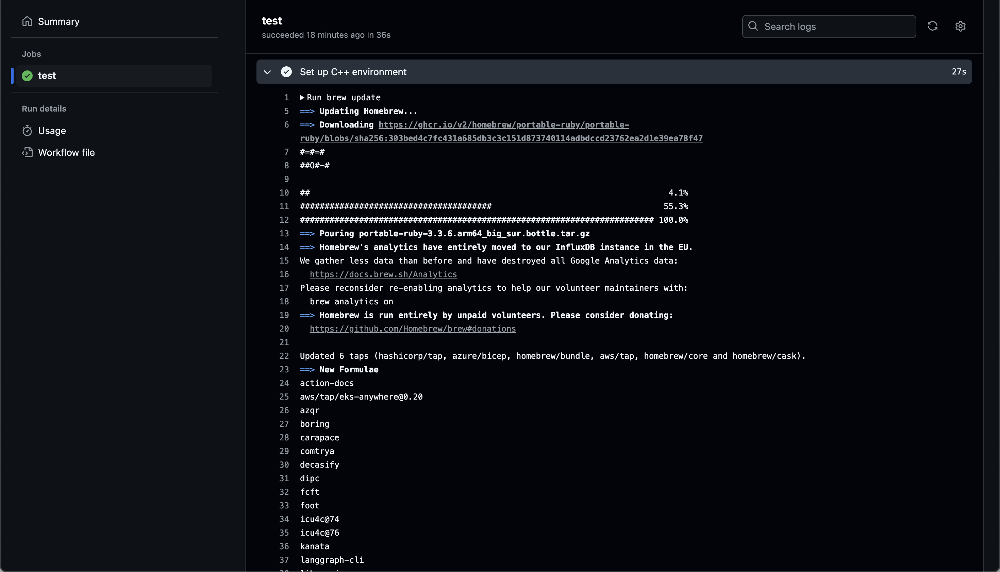 Summary
Jobs
test
Run details
Usage
Workflow file
test
succeeded 18 minutes ago in 36s
Search logs
Set up C++ environment 27s
1 Run brew update
5 ==> Updating Homebrew...
6 ==> Downloading https://ghcr.io/v2/homebrew/portable-ruby/portable-
ruby/blobs/sha256:303bed4c7fc431a685db3c3c151d873740114adbdccd23762ea2d1e39ea78f47
7 #=#=#
8 ##O#-#
9
10 ## 4.1%
11 ####################################### 55.3%
12 ######################################################################## 100.0%
13 ==> Pouring portable-ruby-3.3.6.arm64_big_sur.bottle.tar.gz
14 ==> Homebrew's analytics have entirely moved to our InfluxDB instance in the EU.
15 We gather less data than before and have destroyed all Google Analytics data:
16 https://docs.brew.sh/Analytics
17 Please reconsider re-enabling analytics to help our volunteer maintainers with:
18 brew analytics on
19 ==> Homebrew is run entirely by unpaid volunteers. Please consider donating:
20 https://github.com/Homebrew/brew#donations
21
22 Updated 6 taps (hashicorp/tap, azure/bicep, homebrew/bundle, aws/tap, homebrew/core and homebrew/cask).
23 ==> New Formulae
24 action-docs
25 aws/tap/eks-anywhere@0.20
26 azqr
27 boring
28 carapace
29 comtrya
30 decasify
31 dipc
32 fcft
33 foot
34 icu4c@74
35 icu4c@76
36 kanata
37 langgraph-cli